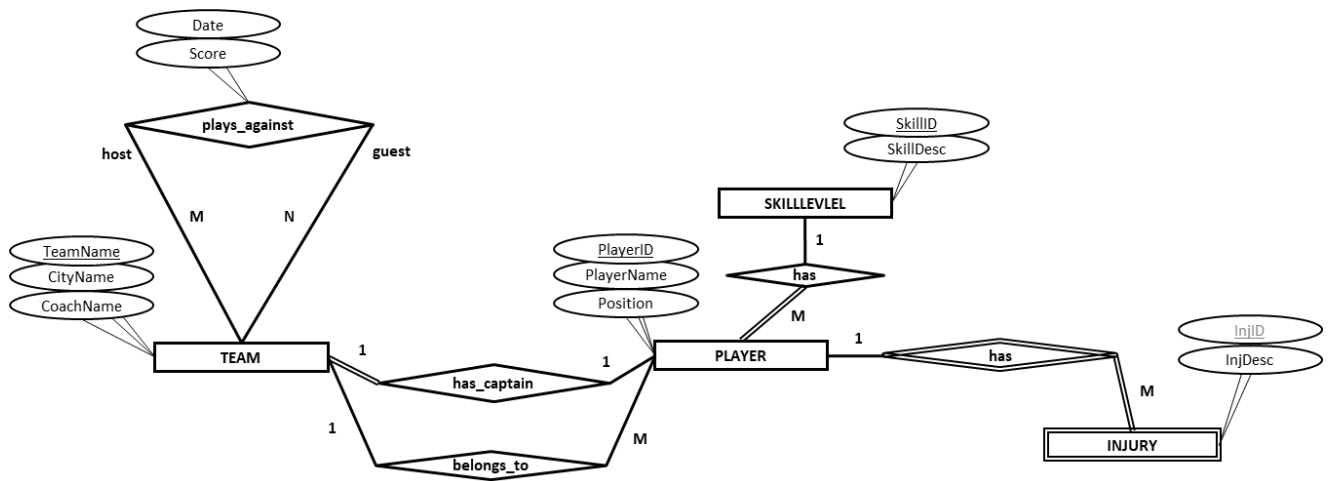 Date
Score
plays_against
host
guest
M
N
TeamName
CityName
CoachName
TEAM
SkillID
SkillDesc
SKILLLEVLEL
1
has
M
PlayerID
PlayerName
Position
PLAYER
1
has_captain
1
1
belongs_to
M
1
has
M
InjID
InjDesc
INJURY